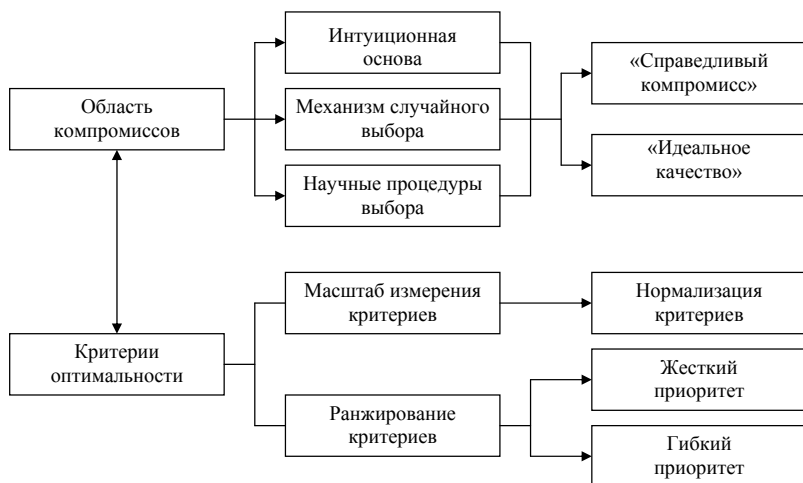 Интуиционная
основа
«Справедливый
компромисс»
Область
компромиссов
Механизм случайного
выбора
«Идеальное
качество»
Научные процедуры
выбора
Масштаб измерения
критериев
Нормализация
критериев
Критерии
оптимальности
Жесткий
приоритет
Ранжирование
критериев
Гибкий
приоритет